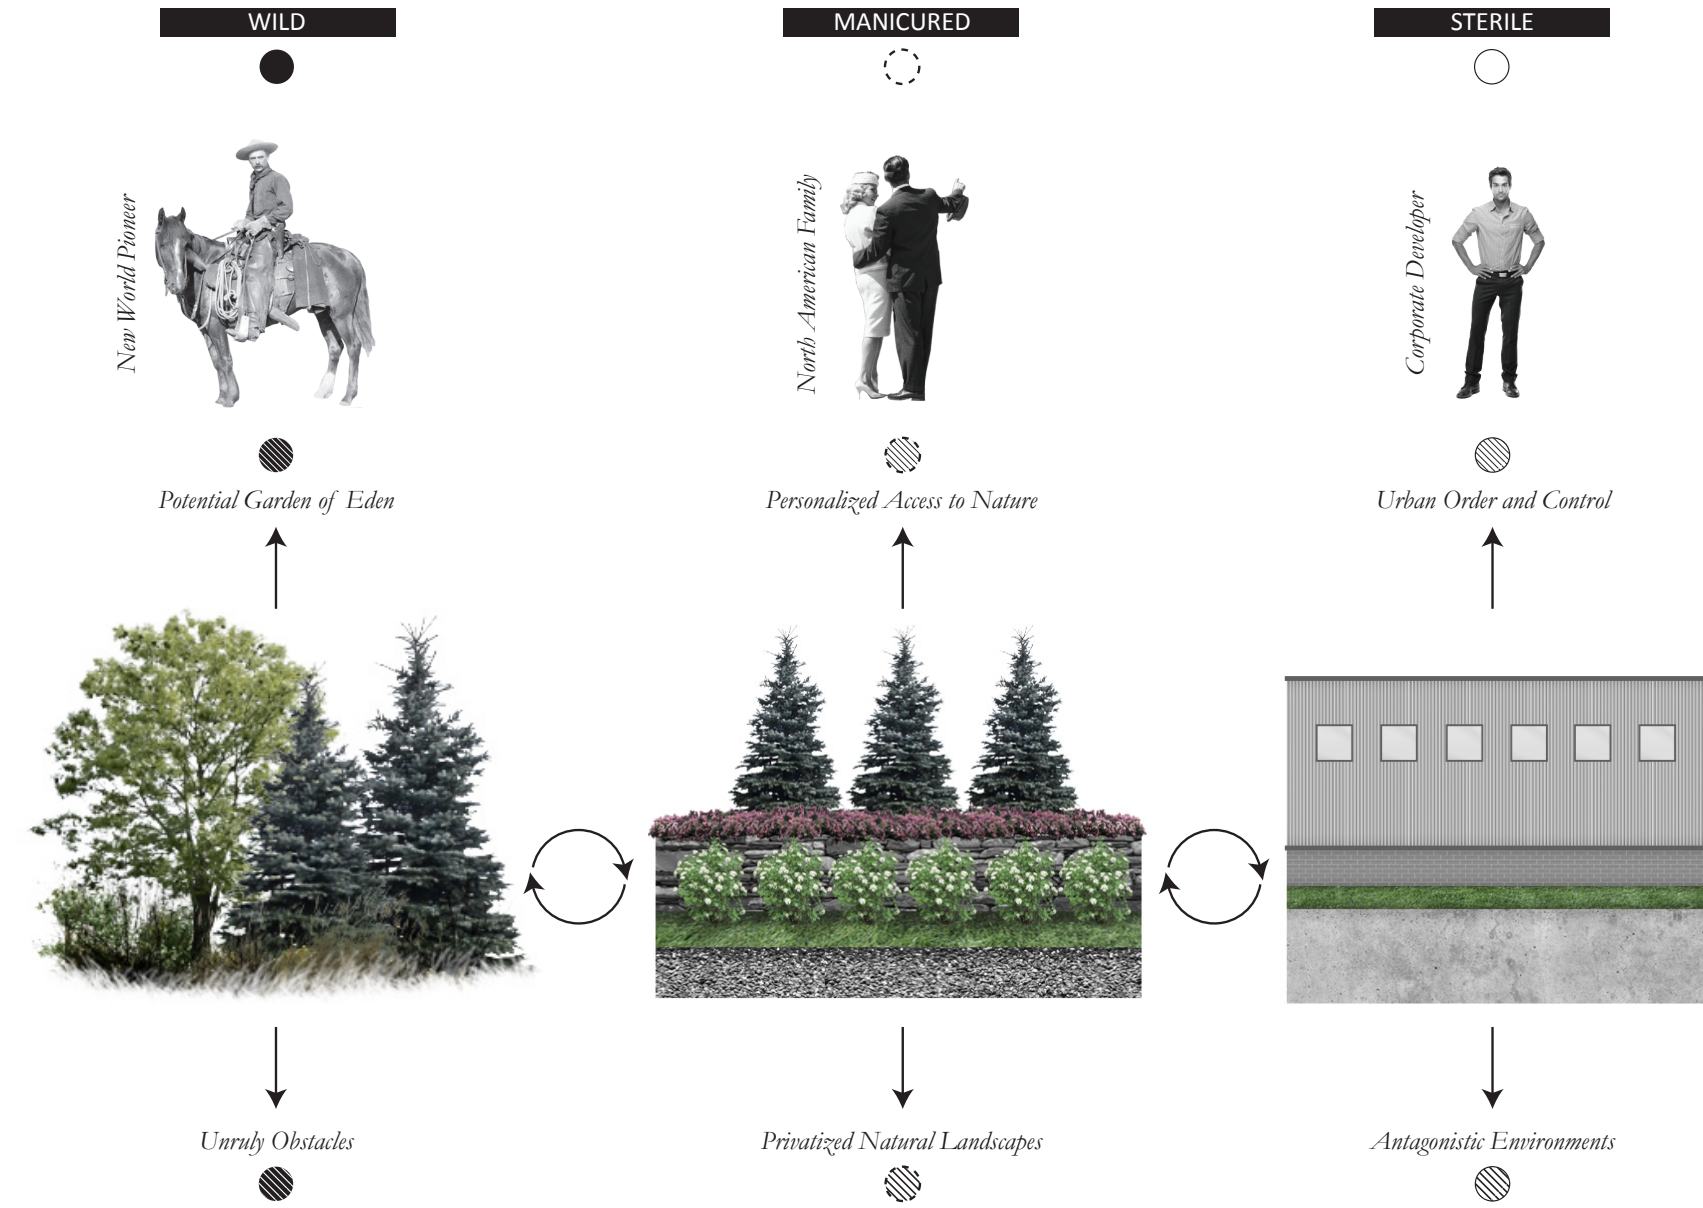 WILD
MANICURED
STERILE
New World Pioneer
North American Family
Corporate Developer
Potential Garden of Eden
Personalized Access to Nature
Urban Order and Control
Unruly Obstacles
Privatized Natural Landscapes
Antagonistic Environments